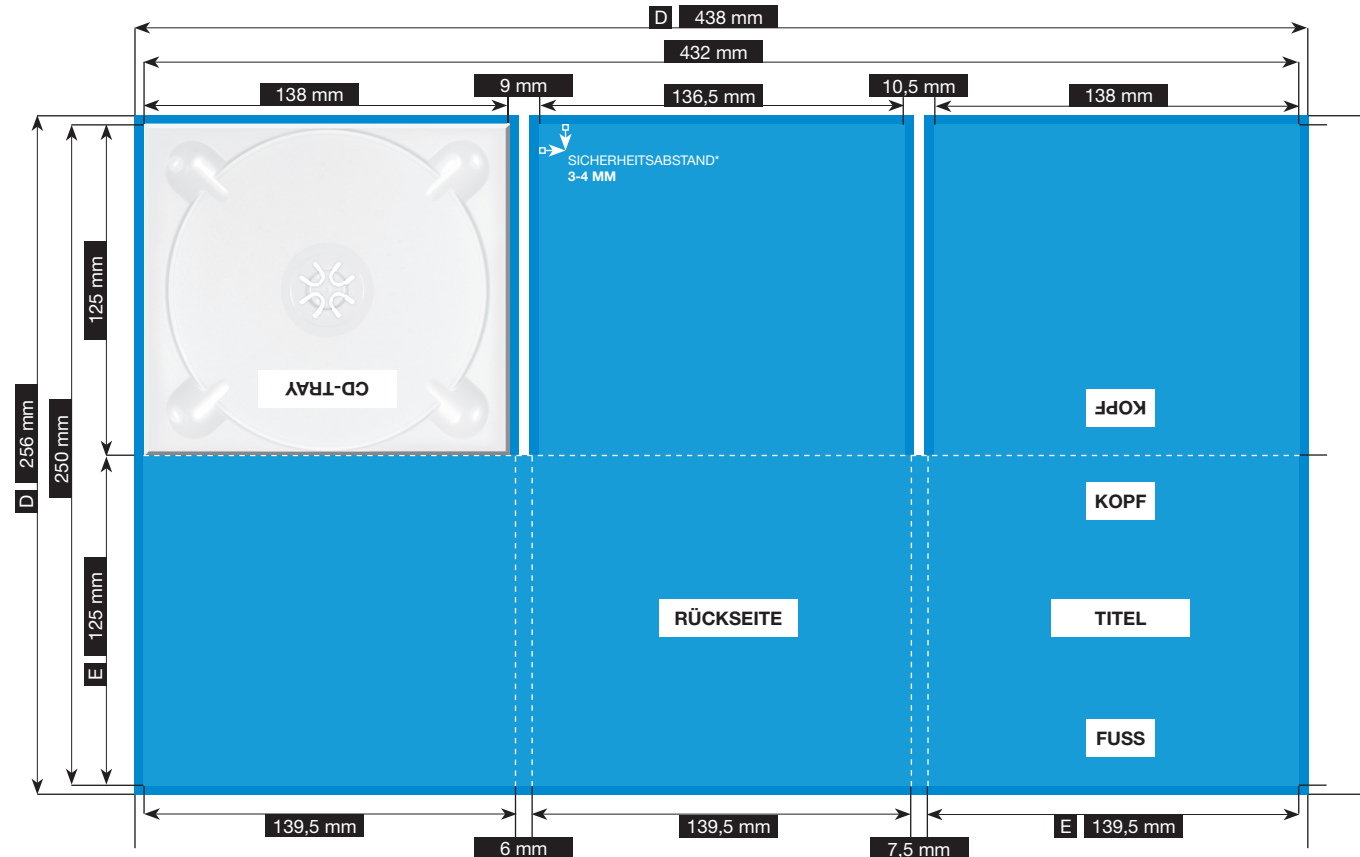 D 438 mm
432 mm
138 mm
9 mm
136,5 mm
10,5 mm
138 mm
SICHERHEITSABSTAND*
3-4 MM
125 mm
CD-TRAY
KOPF
D 256 mm
250 mm
KOPF
E 125 mm
RÜCKSEITE
TITEL
FUSS
139,5 mm
6 mm
139,5 mm
7,5 mm
E 139,5 mm